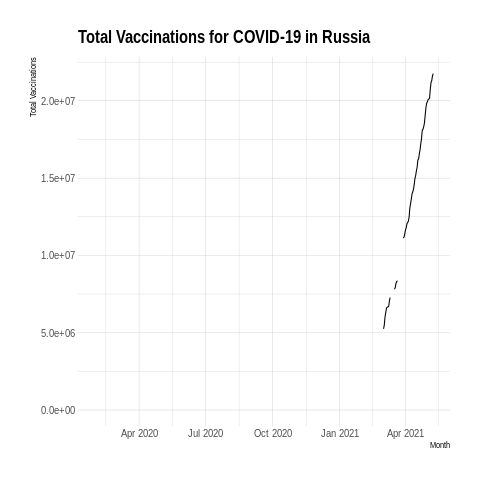 Total Vaccinations for COVID-19 in Russia
Total Vaccinations
2.0e+07
1.5e+07
1.0e+07
5.0e+06
0.0e+00
Apr 2020 Jul 2020 Oct 2020 Jan 2021 Apr 2021
Month